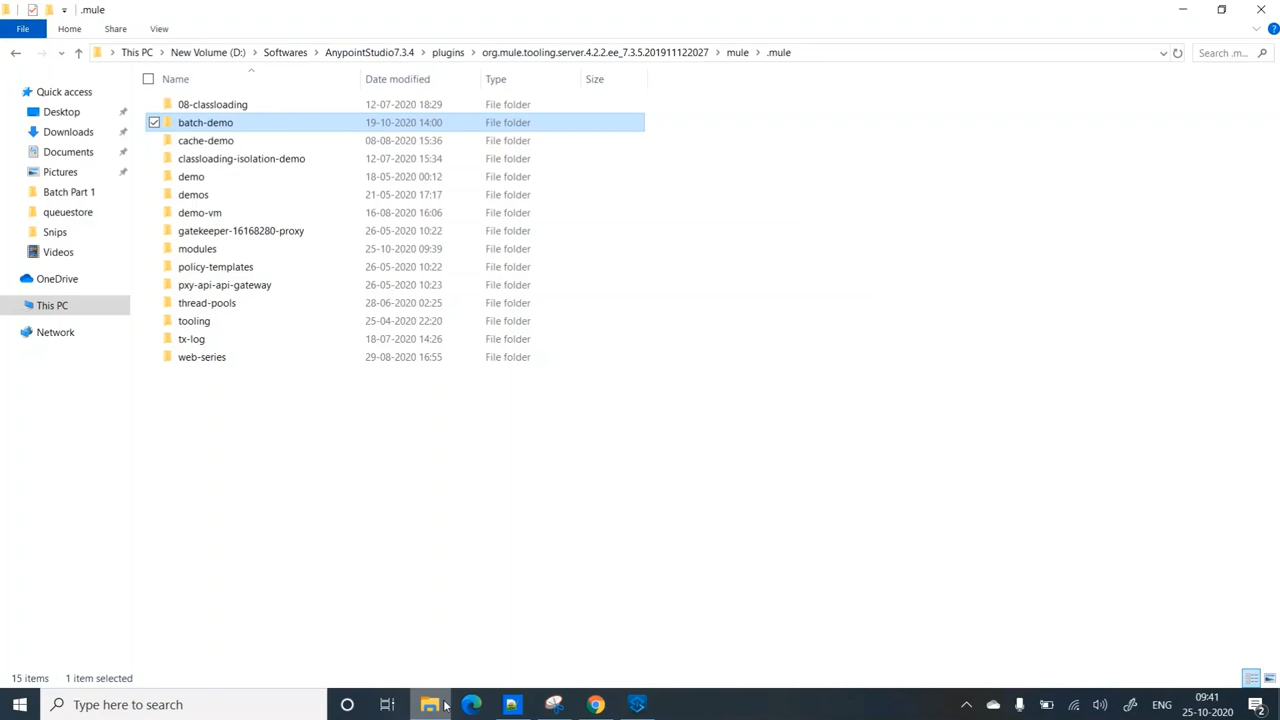 .mule
File Home Share View
This PC New Volume (D:) Softwares AnypointStudio7.3.4 plugins org.mule.tooling.server.4.2.2.ee_7.3.5.201911122027 mule .mule Search .m...
Name Date modified Type Size
Quick access
Desktop
Downloads
Documents
Pictures
Batch Part 1
queuestore
Snips
Videos
OneDrive
This PC
Network
08-classloading 12-07-2020 18:29 File folder
batch-demo 19-10-2020 14:00 File folder
cache-demo 08-08-2020 15:36 File folder
classloading-isolation-demo 12-07-2020 15:34 File folder
demo 18-05-2020 00:12 File folder
demos 21-05-2020 17:17 File folder
demo-vm 16-08-2020 16:06 File folder
gatekeeper-16168280-proxy 26-05-2020 10:22 File folder
modules 25-10-2020 09:39 File folder
policy-templates 26-05-2020 10:22 File folder
pxy-api-api-gateway 26-05-2020 10:23 File folder
thread-pools 28-06-2020 02:25 File folder
tooling 25-04-2020 22:20 File folder
tx-log 18-07-2020 14:26 File folder
web-series 29-08-2020 16:55 File folder
15 items 1 item selected
Type here to search
ENG
09:41
25-10-2020
2